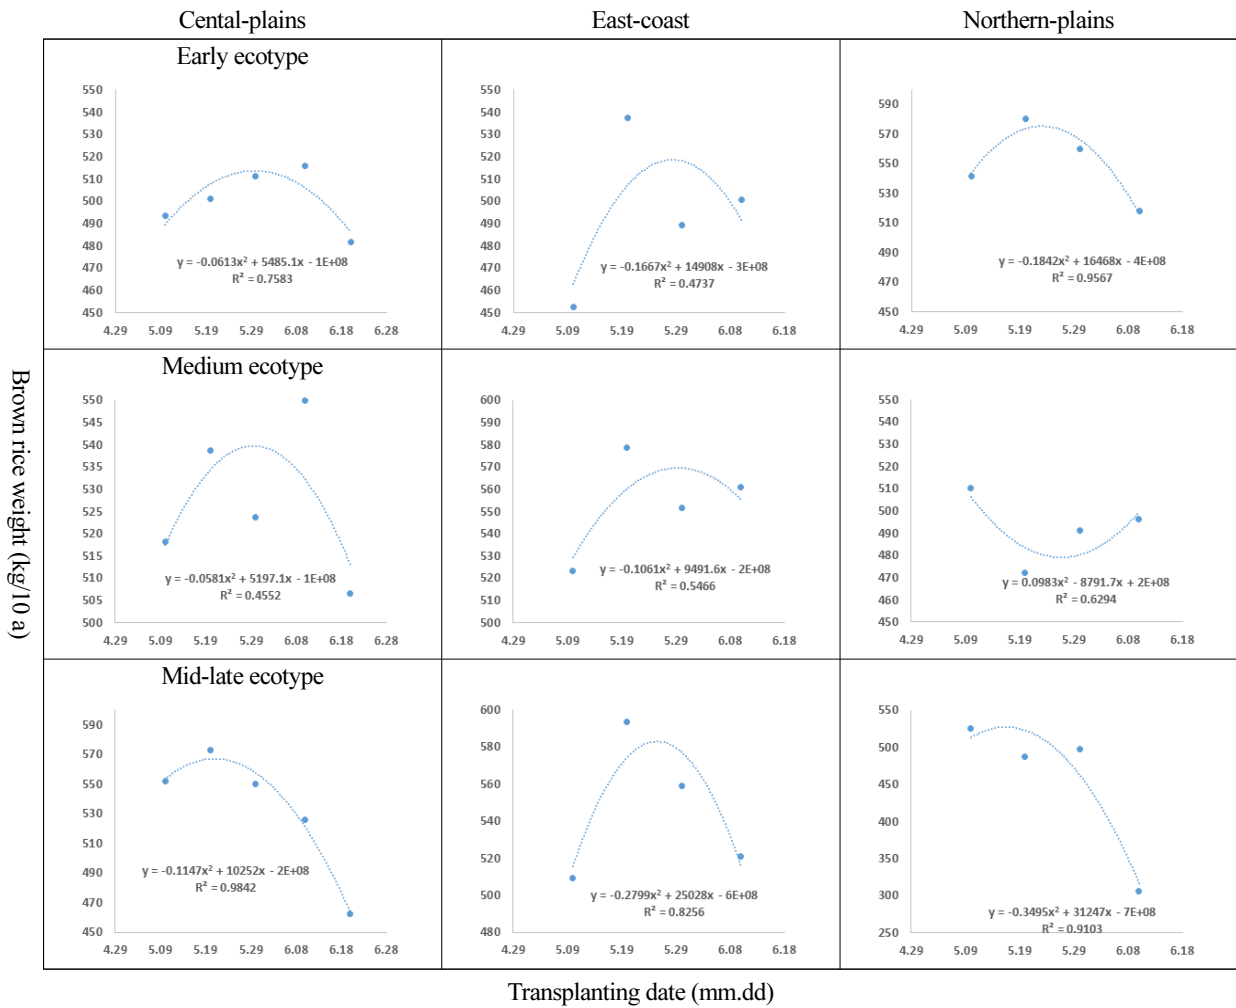 Cental-plains East-coast Northern-plains
Early ecotype
550
540
530
520
510
500
490
480
470
460
450
4.29 5.09 5.19 5.29 6.08 6.18 6.28
y = -0.0613x² + 5485.1x - 1E+08
R² = 0.7583
550
540
530
520
510
500
490
480
470
460
450
4.29 5.09 5.19 5.29 6.08 6.18
y = -0.1667x² + 14908x - 3E+08
R² = 0.4737
590
570
550
530
510
490
470
450
4.29 5.09 5.19 5.29 6.08 6.18
y = -0.1842x² + 16468x - 4E+08
R² = 0.9567
Medium ecotype
550
545
540
535
530
525
520
515
510
505
500
4.29 5.09 5.19 5.29 6.08 6.18 6.28
y = -0.0581x² + 5197.1x - 1E+08
R² = 0.4552
600
580
560
540
520
500
4.29 5.09 5.19 5.29 6.08 6.18
y = -0.1061x² + 9491.6x - 2E+08
R² = 0.5466
550
540
530
520
510
500
490
480
470
460
450
4.29 5.09 5.19 5.29 6.08 6.18
y = 0.0983x² - 8791.7x + 2E+08
R² = 0.6294
Mid-late ecotype
590
570
550
530
510
490
470
450
4.29 5.09 5.19 5.29 6.08 6.18 6.28
y = -0.1147x² + 10252x - 2E+08
R² = 0.9842
600
580
560
540
520
500
480
4.29 5.09 5.19 5.29 6.08 6.18
y = -0.2799x² + 25028x - 6E+08
R² = 0.8256
550
500
450
400
350
300
250
4.29 5.09 5.19 5.29 6.08 6.18
y = -0.3495x² + 31247x - 7E+08
R² = 0.9103
Brown rice weight (kg/10 a)
Transplanting date (mm.dd)